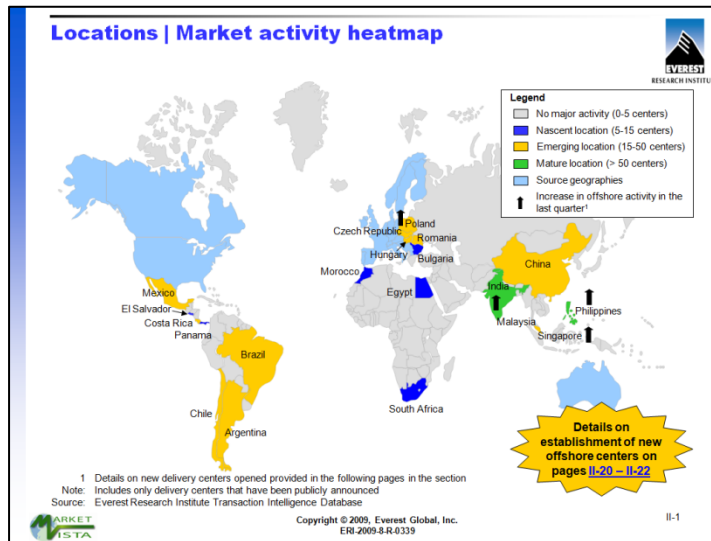 Locations | Market activity heatmap
EVEREST
RESEARCH INSTITU
Legend
No major activity (0-5 centers)
Nascent location (5-15 centers)
Emerging location (15-50 centers)
Mature location (> 50 centers)
Source geographies
Increase in offshore activity in the
last quarter1
Poland
Czech Republic
Romania
Hungary
Bulgaria
Morocco
Egypt
China
India
Mexico
El Salvador
Costa Rica
Panama
Philippines
Malaysia
Singapore
Brazil
South Africa
Chile
Argentina
Details on
establishment of new
offshore centers on
pages II-20 – II-22
1 Details on new delivery centers opened provided in the following pages in the section
Note: Includes only delivery centers that have been publicly announced
Source: Everest Research Institute Transaction Intelligence Database
II-1
MARKET
VISTA
Copyright © 2009, Everest Global, Inc.
ERI-2009-8-R-0339